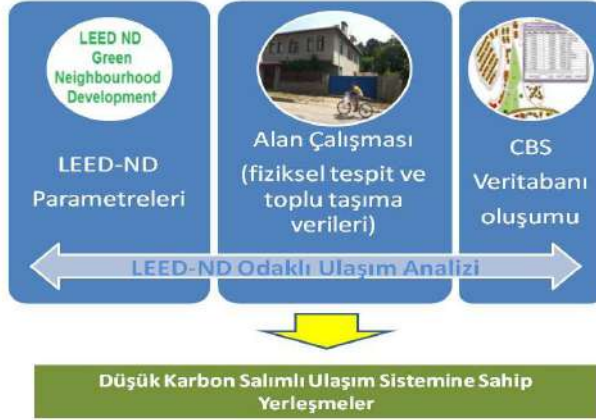 LEED ND
Green
Neighbourhood
Development
LEED-ND
Parametreleri
Alan Çalışması
(fiziksel tespit ve
toplu taşıma
verileri)
CBS
Veritabanı
oluşumu
LEED-ND Odaklı Ulaşım Analizi
Düşük Karbon Salımlı Ulaşım Sistemine Sahip
Yerleşmeler